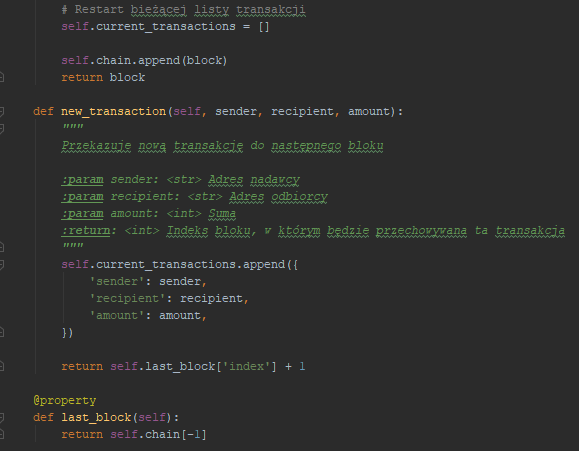 # Restart bieżącej listy transakcji
self.current_transactions = []
self.chain.append(block)
return block
def new_transaction(self, sender, recipient, amount):
"""
Przekazuje nową transakcję do następnego bloku
:param sender: <str> Adres nadawcy
:param recipient: <str> Adres odbiorcy
:param amount: <int> Suma
:return: <int> Indeks bloku, w którym będzie przechovywana ta transakcja
"""
self.current_transactions.append({
'sender': sender,
'recipient': recipient,
'amount': amount,
})
return self.last_block['index'] + 1
@property
def last_block(self):
return self.chain[-1]